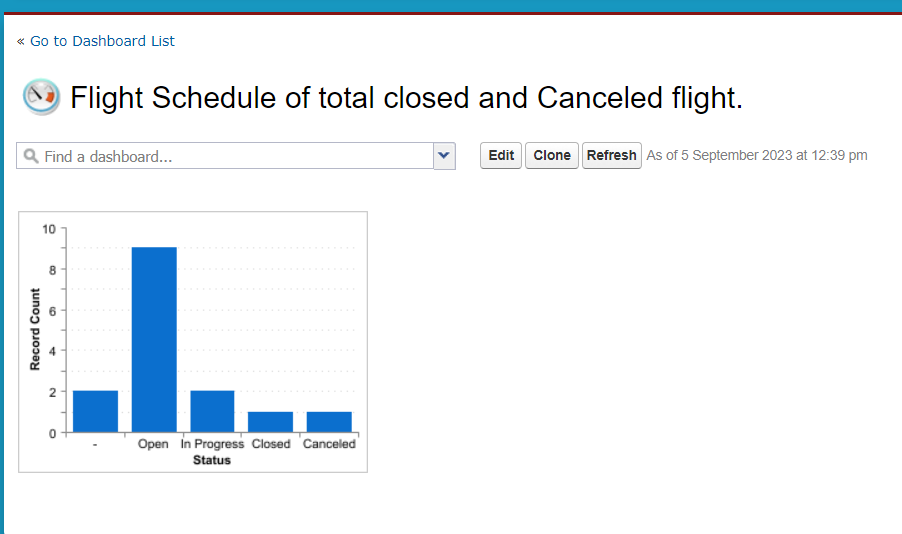 « Go to Dashboard List
Flight Schedule of total closed and Canceled flight.
Find a dashboard...
Edit Clone Refresh As of 5 September 2023 at 12:39 pm
10
8
6
4
2
0
Record Count
- Open In Progress Closed Canceled
Status